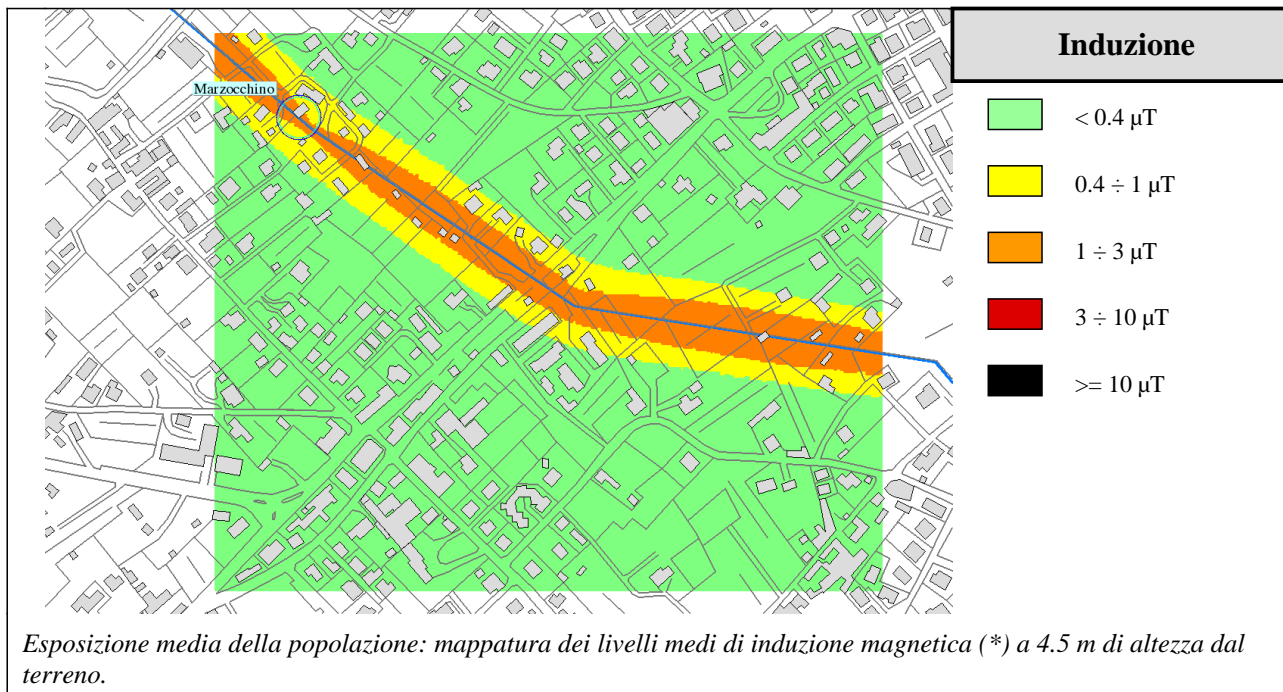 Induzione
Marzocchino
< 0.4 µT
0.4 ÷ 1 µT
1 ÷ 3 µT
3 ÷ 10 µT
>= 10 µT
Esposizione media della popolazione: mappatura dei livelli medi di induzione magnetica (*) a 4.5 m di altezza dal
terreno.